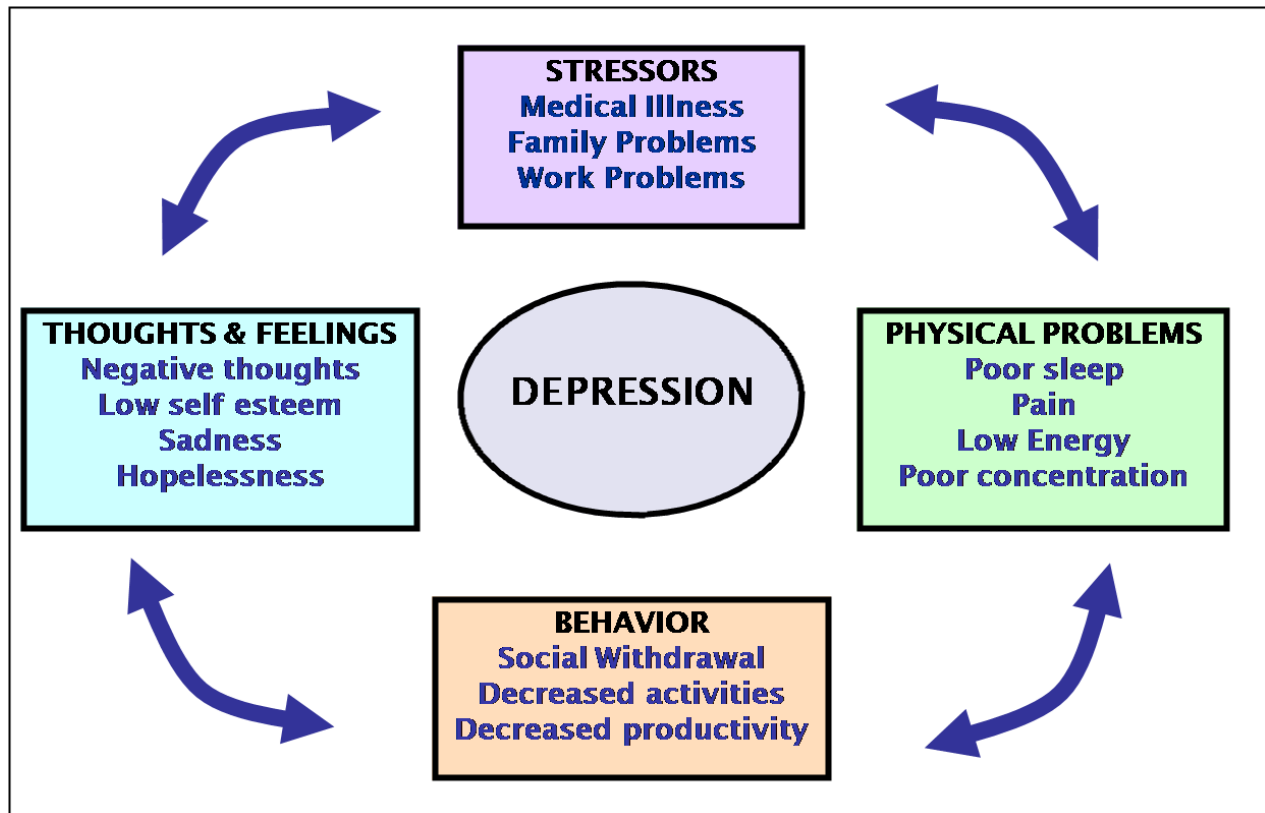 STRESSORS
Medical Illness
Family Problems
Work Problems
THOUGHTS & FEELINGS
Negative thoughts
Low self esteem
Sadness
Hopelessness
DEPRESSION
PHYSICAL PROBLEMS
Poor sleep
Pain
Low Energy
Poor concentration
BEHAVIOR
Social Withdrawal
Decreased activities
Decreased productivity